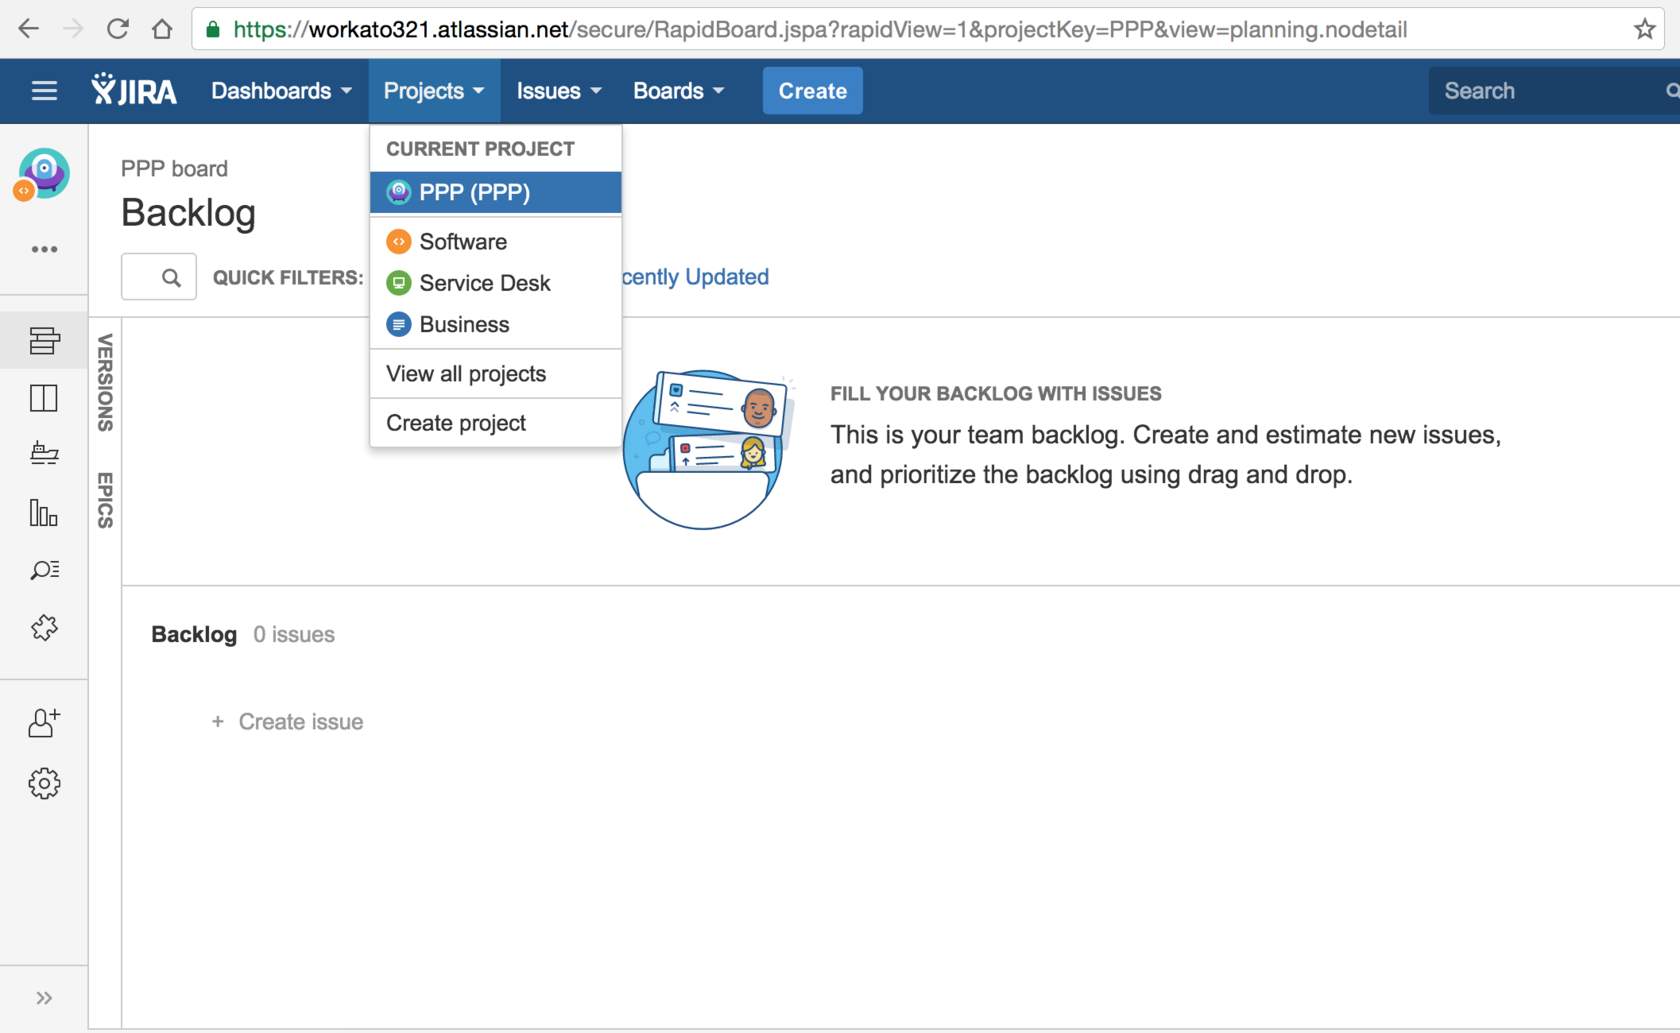 https://workato321.atlassian.net/secure/RapidBoard.jspa?rapidView=1&projectKey=PPP&view=planning.nodetail
JIRA Dashboards Projects Issues Boards Create Search
CURRENT PROJECT
PPP (PPP)
Software
Service Desk
Business
View all projects
Create project
PPP board
Backlog
QUICK FILTERS: cently Updated
VERSIONS
EPICS
FILL YOUR BACKLOG WITH ISSUES
This is your team backlog. Create and estimate new issues,
and prioritize the backlog using drag and drop.
Backlog 0 issues
+ Create issue